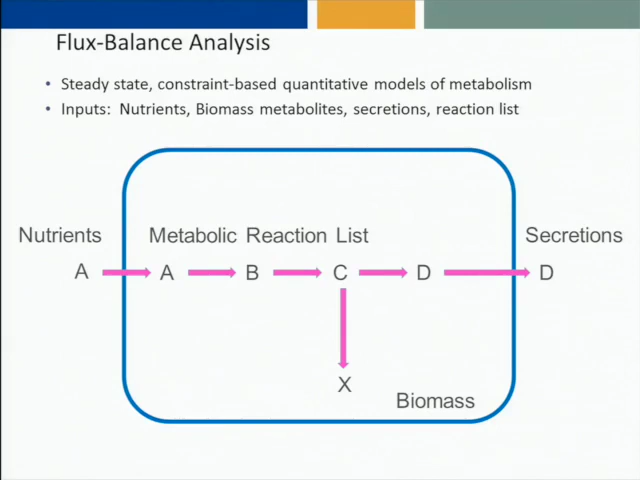 Flux-Balance Analysis
• Steady state, constraint-based quantitative models of metabolism
• Inputs: Nutrients, Biomass metabolites, secretions, reaction list
Nutrients Metabolic Reaction List Secretions
A A B C D D
X
Biomass